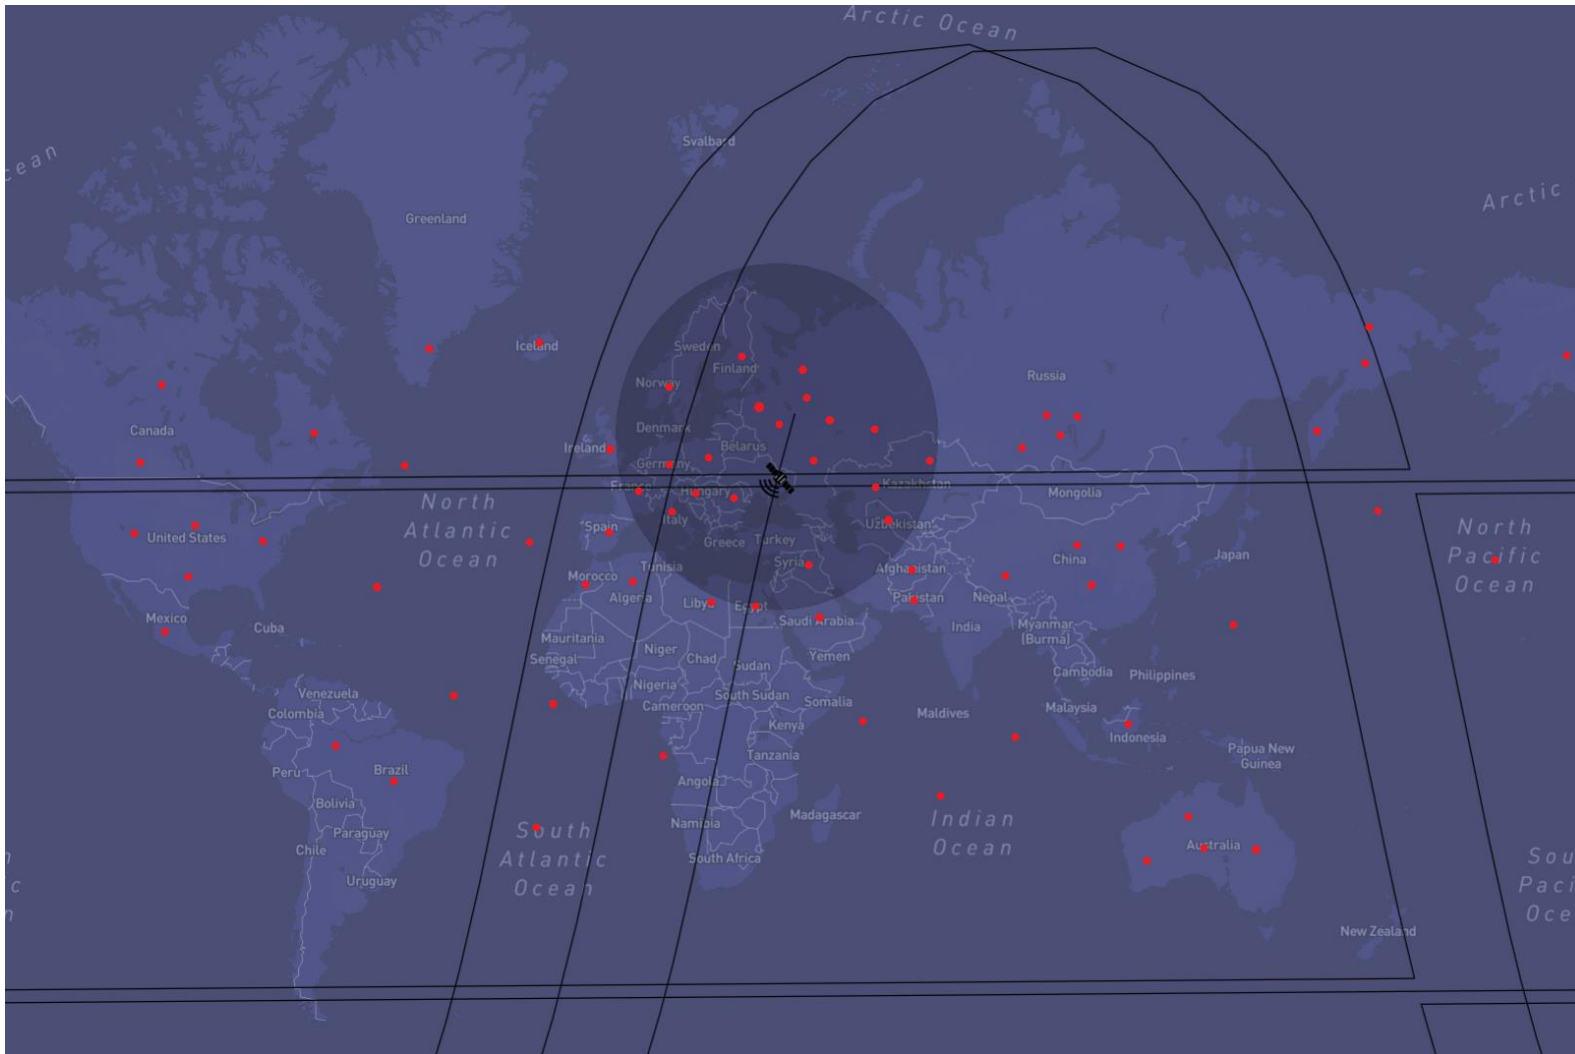 Arctic Ocean
cean
Svalbard
Arctic
Greenland
Iceland
Sweden
Finland
Norway
Russia
Canada
Denmark
Ireland
Belarus
Germany
France
Hungary
Kazakhstan
Mongolia
North
Atlantic
Ocean
Spain
Italy
Uzbekistan
North
Pacific
Ocean
United States
Greece
Turkey
Japan
China
Syria
Tunisia
Afghanistan
Morocco
Algeria
Libya
Egypt
Pakistan
Nepal
Mexico
Cuba
Saudi Arabia
India
Myanmar
(Burma)
Mauritania
Niger
Chad
Sudan
Yemen
Senegal
Cambodia
Philippines
Nigeria
South Sudan
Venezuela
Cameroon
Somalia
Colombia
Maldives
Malaysia
Kenya
Indonesia
Papua New
Guinea
Tanzania
Peru
Brazil
Angola
Bolivia
Madagascar
Namibia
South
Atlantic
Ocean
Indian
Ocean
Paraguay
Chile
South Africa
Australia
Uruguay
Sou
Paci
Oce
n
c
n
New Zealand